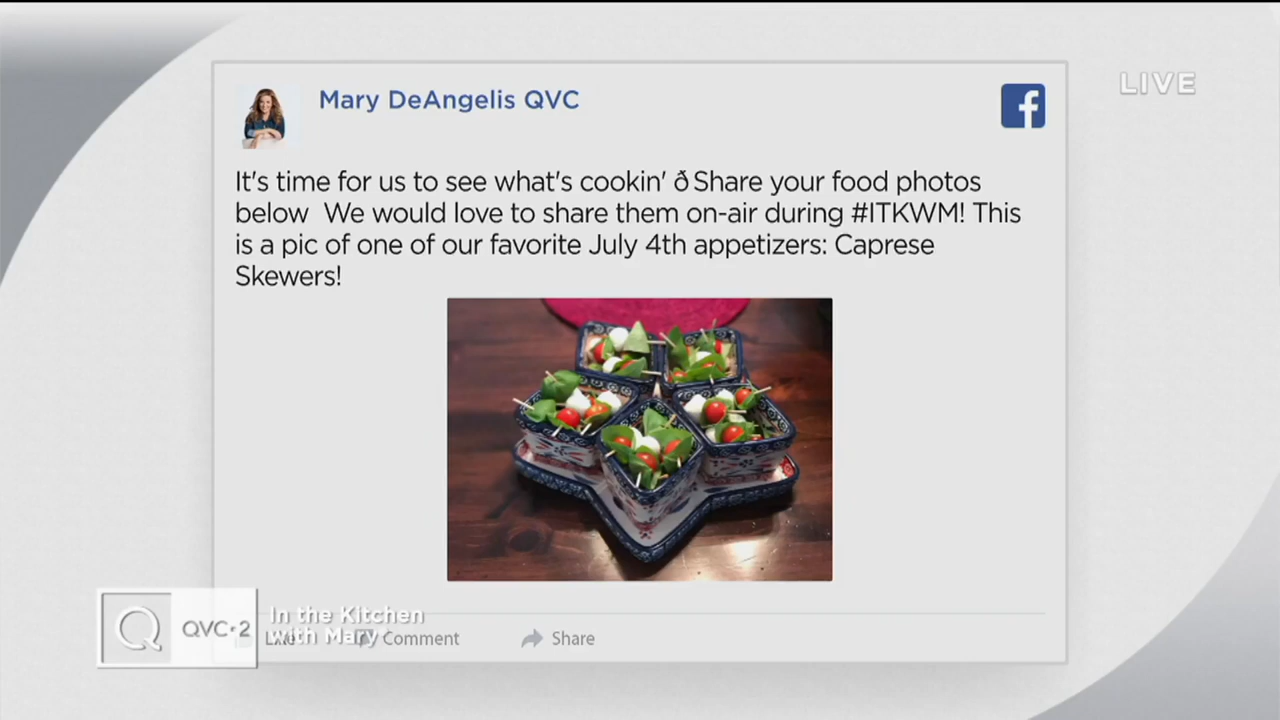 LIVE
Mary DeAngelis QVC
It's time for us to see what's cookin' ðShare your food photos
below We would love to share them on-air during #ITKWM! This
is a pic of one of our favorite July 4th appetizers: Caprese
Skewers!
In the Kitchen
with Mary
Q QVC•2
Like Comment Share